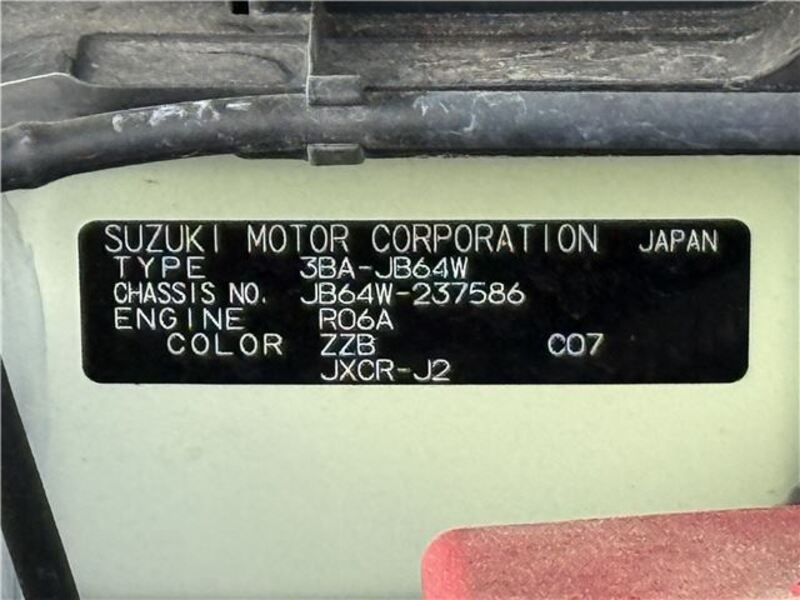 SUZUKI MOTOR CORPORATION JAPAN
TYPE 3BA-JB64W
CHASSIS NO. JB64W-237586
ENGINE R06A
COLOR ZZB C07
JXCR-J2